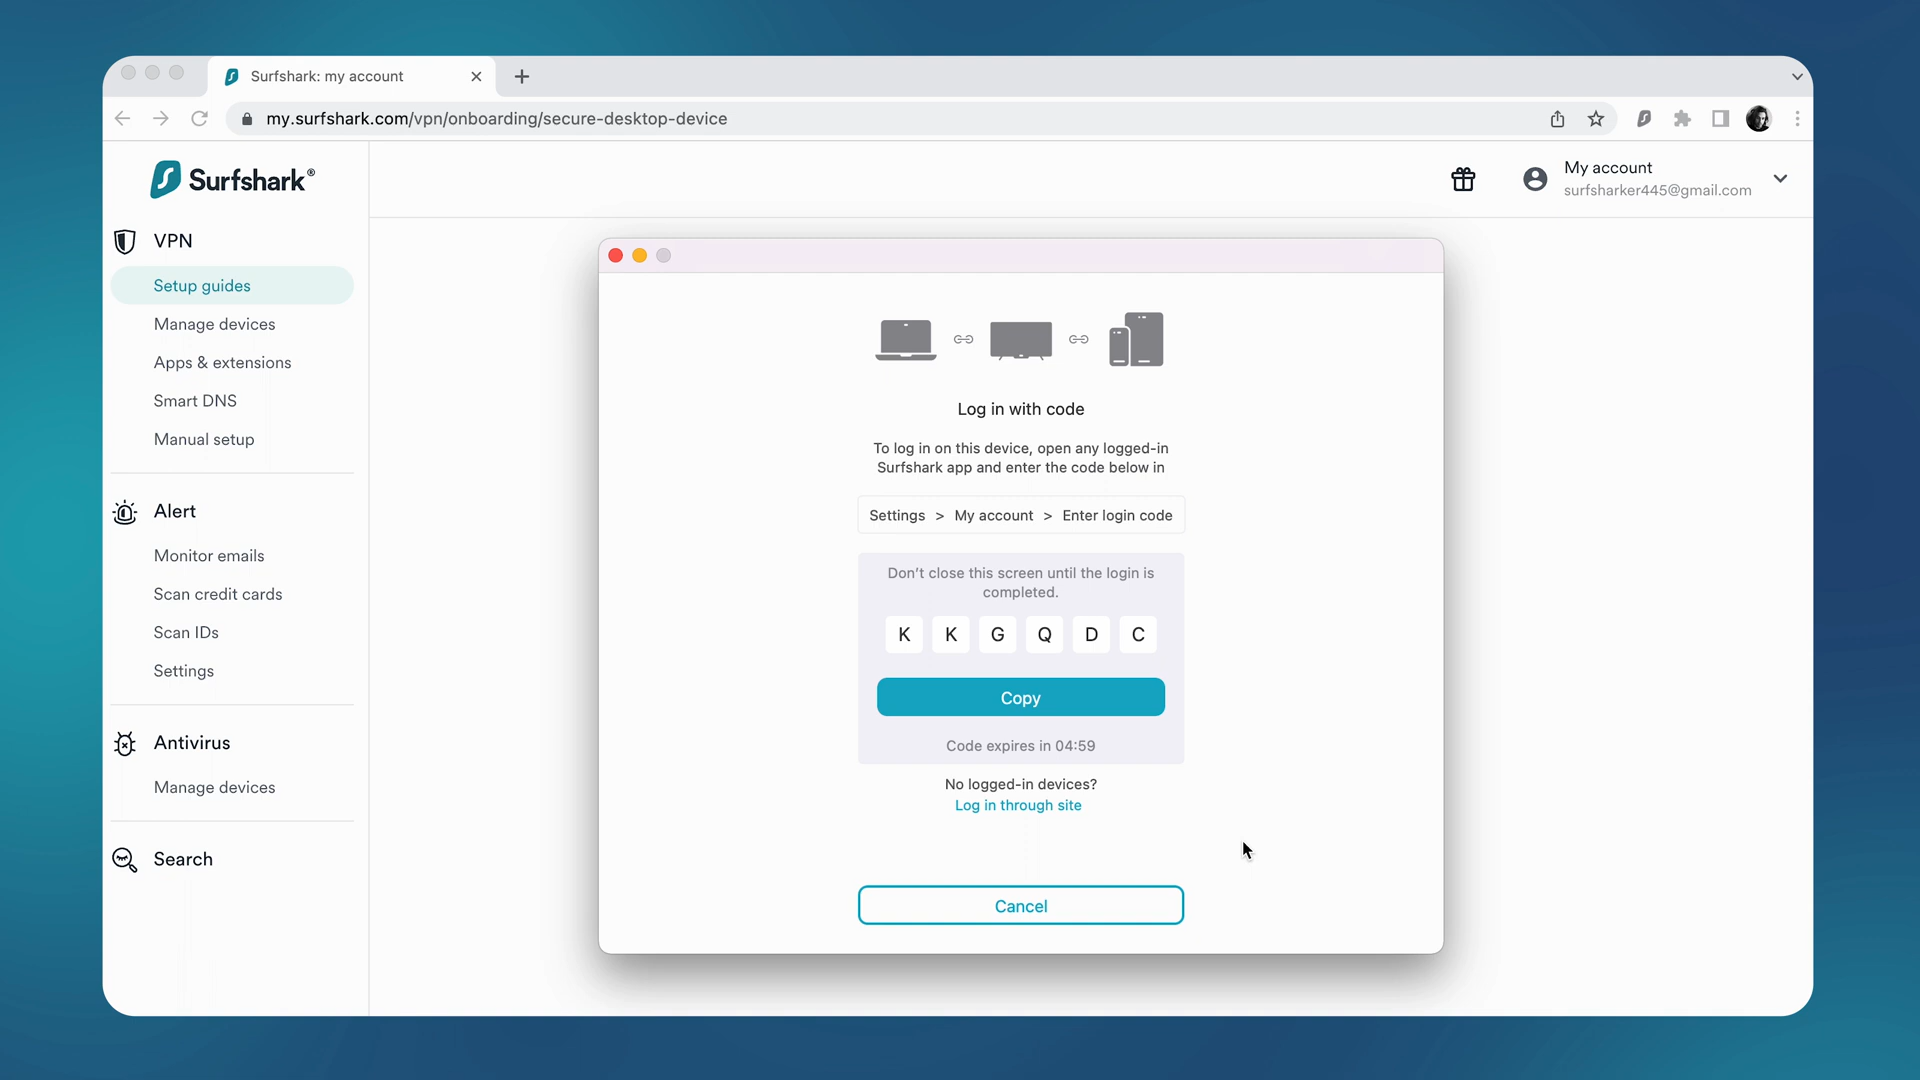 Surfshark: my account
my.surfshark.com/vpn/onboarding/secure-desktop-device
Surfshark®
My account
surfsharker445@gmail.com
VPN
Setup guides
Manage devices
Apps & extensions
Smart DNS
Manual setup
Alert
Monitor emails
Scan credit cards
Scan IDs
Settings
Antivirus
Manage devices
Search
Log in with code
To log in on this device, open any logged-in
Surfshark app and enter the code below in
Settings > My account > Enter login code
Don’t close this screen until the login is
completed.
K K G Q D C
Copy
Code expires in 04:59
No logged-in devices?
Log in through site
Cancel